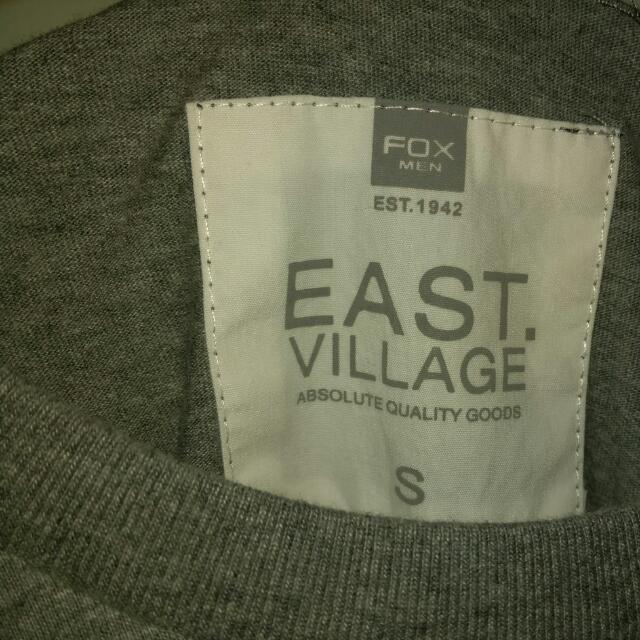 FOX
MEN
EST.1942
EAST.
VILLAGE
ABSOLUTE QUALITY GOODS
S